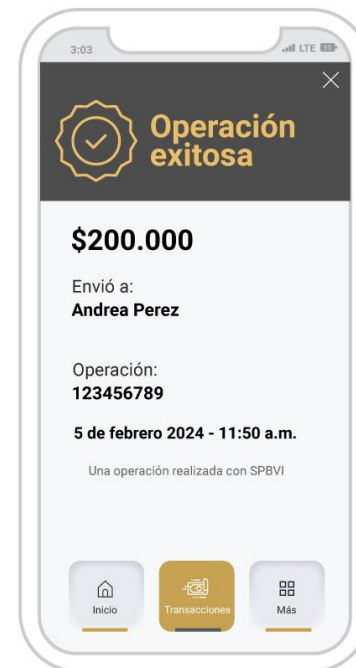 3:03 LTE
Operación
exitosa
$200.000
Envió a:
Andrea Perez
Operación:
123456789
5 de febrero 2024 - 11:50 a.m.
Una operación realizada con SPBVI
Inicio Transacciones Más